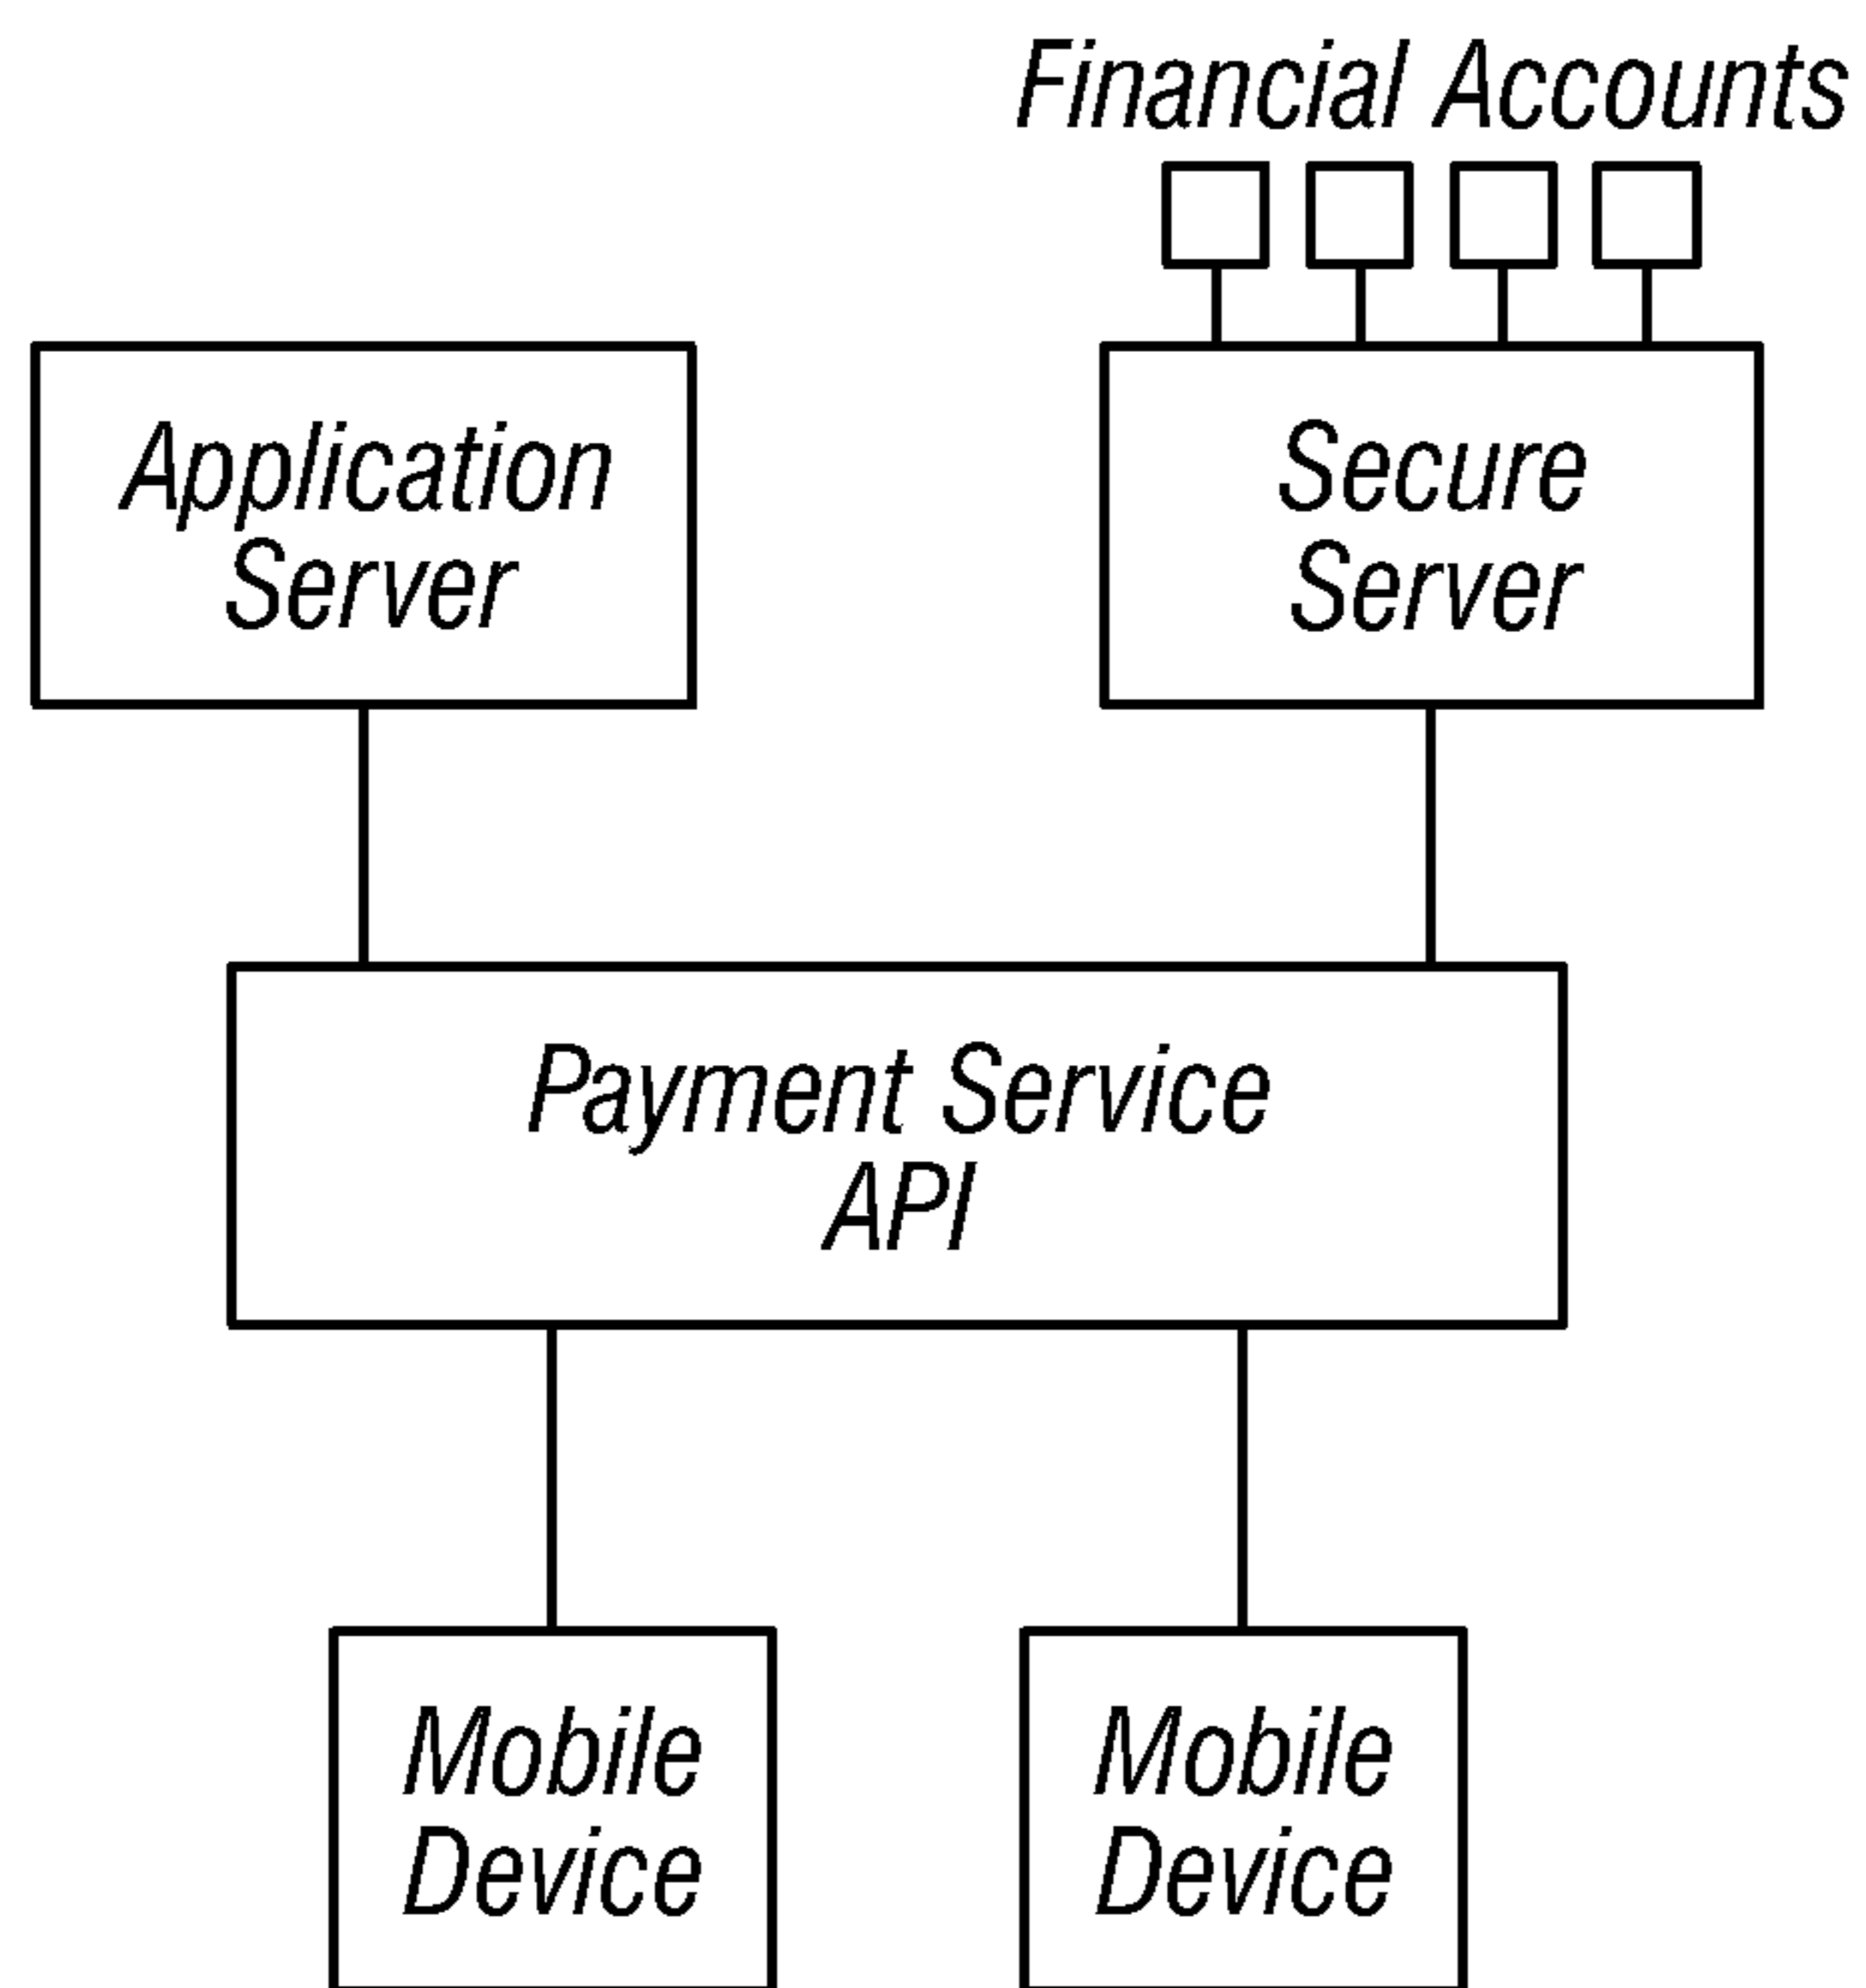 Financial Accounts
Application
Server
Secure
Server
Payment Service
API
Mobile
Device
Mobile
Device